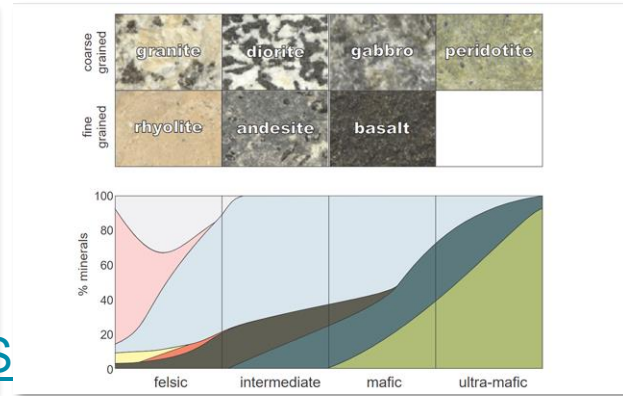 coarse grained
granite diorite gabbro peridotite
fine grained
rhyolite andesite basalt
100
80
60
40
20
0
% minerals
felsic intermediate mafic ultra-mafic
S